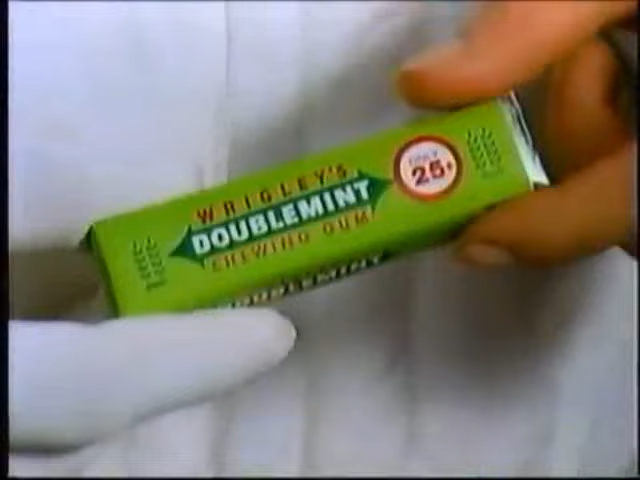 WRIGLEY'S
DOUBLEMINT
CHEWING GUM
ONLY
25¢
DOUBLEMINT